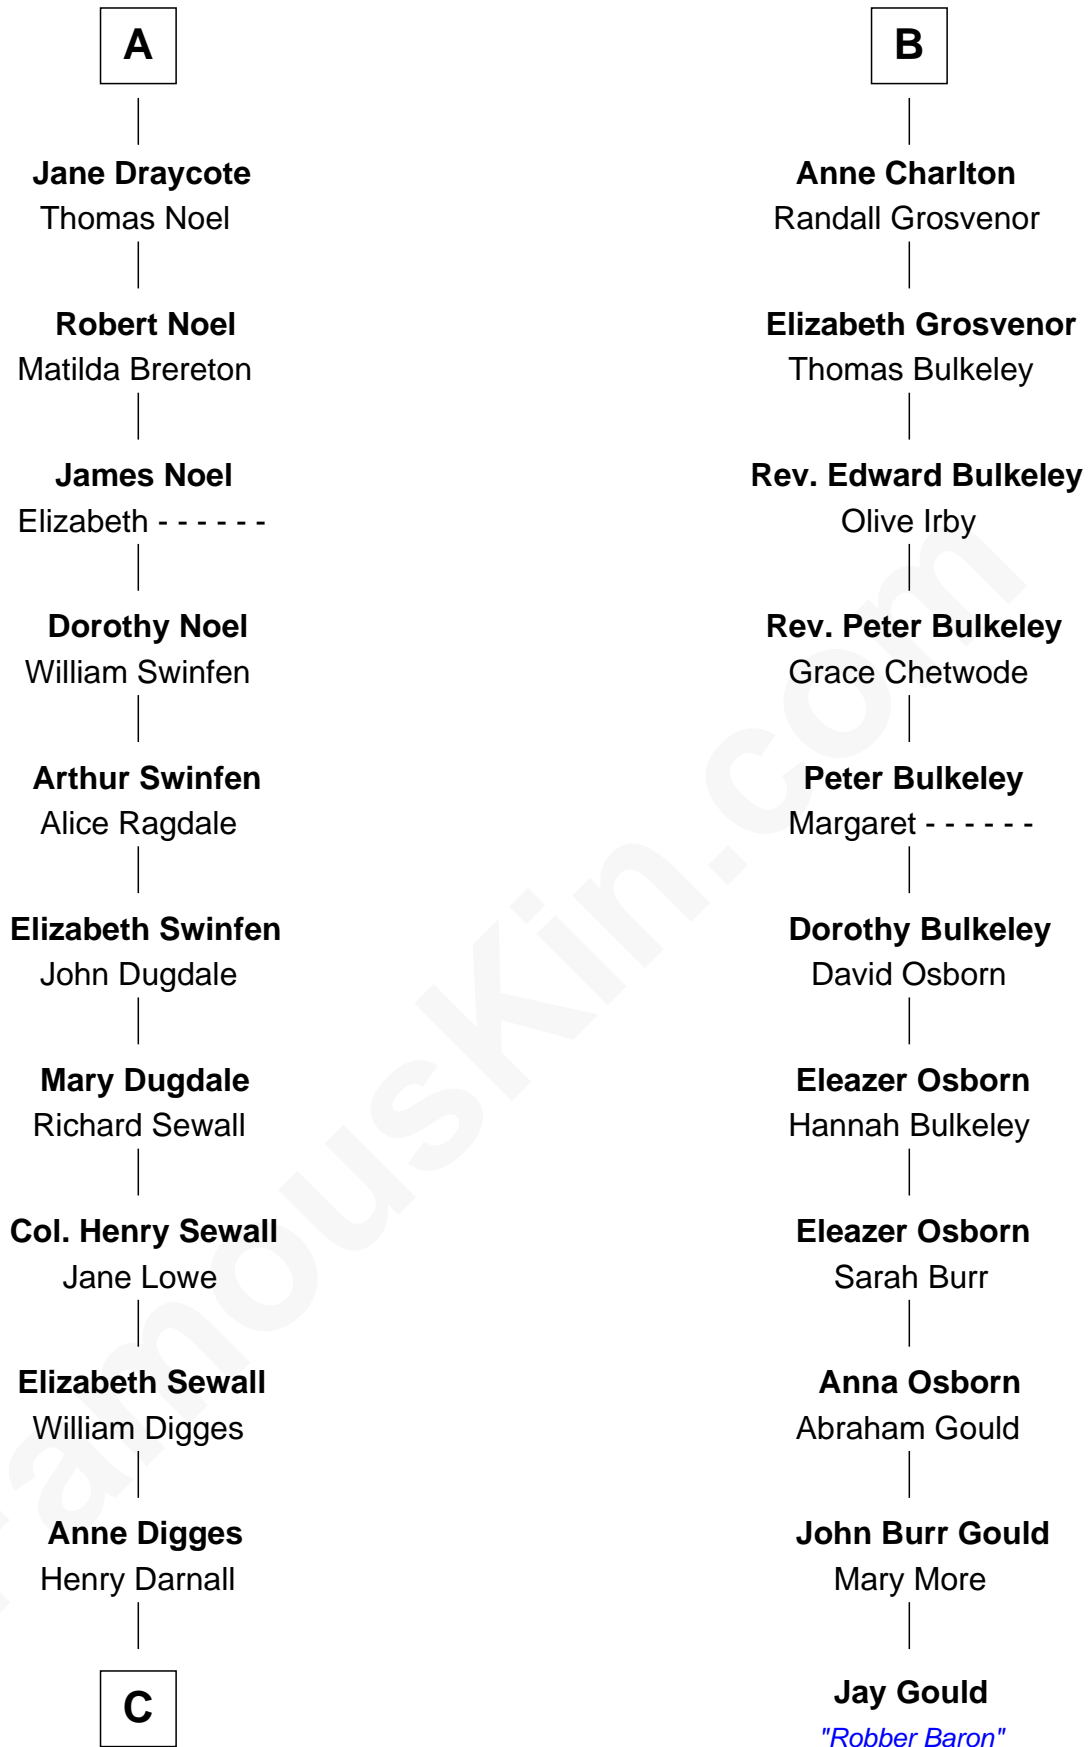 A
Jane Draycote
Thomas Noel
Robert Noel
Matilda Brereton
James Noel
Elizabeth - - - - - -
Dorothy Noel
William Swinfen
Arthur Swinfen
Alice Ragdale
Elizabeth Swinfen
John Dugdale
Mary Dugdale
Richard Sewall
Col. Henry Sewall
Jane Lowe
Elizabeth Sewall
William Digges
Anne Digges
Henry Darnall
C
B
Anne Charlton
Randall Grosvenor
Elizabeth Grosvenor
Thomas Bulkeley
Rev. Edward Bulkeley
Olive Irby
Rev. Peter Bulkeley
Grace Chetwode
Peter Bulkeley
Margaret - - - - - -
Dorothy Bulkeley
David Osborn
Eleazer Osborn
Hannah Bulkeley
Eleazer Osborn
Sarah Burr
Anna Osborn
Abraham Gould
John Burr Gould
Mary More
Jay Gould
"Robber Baron"
FamousKin.com